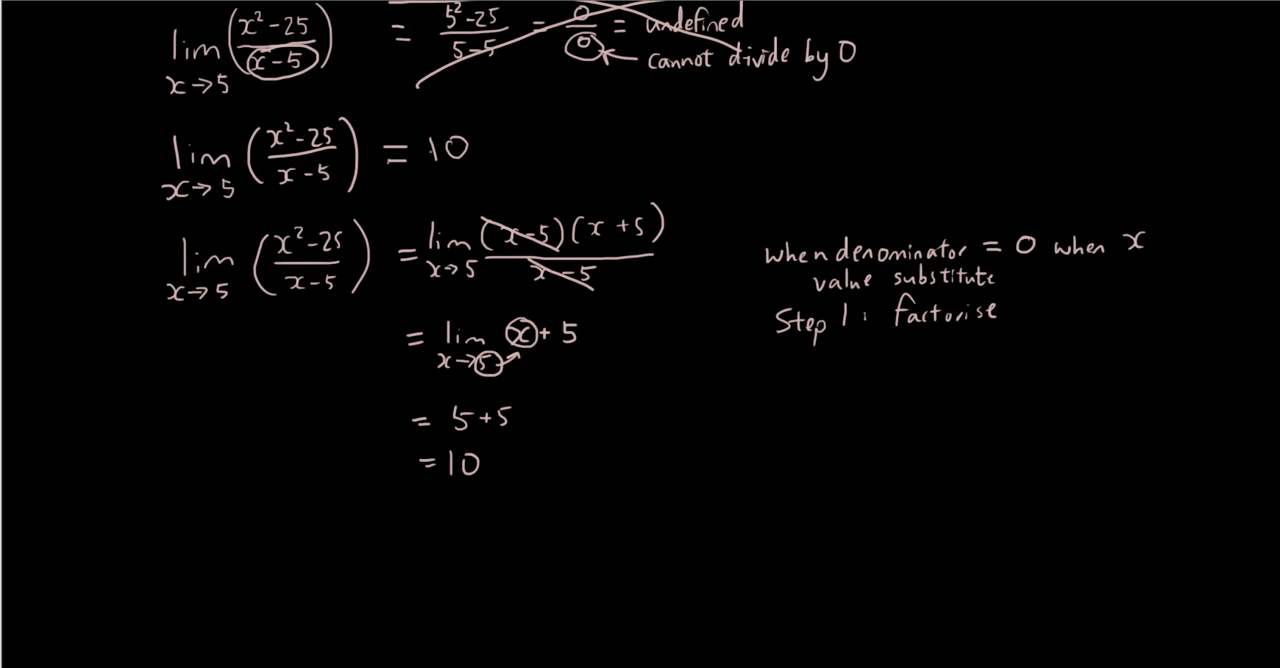 lim x→5 (x²-25 / x-5) = 5²-25 / 5-5 = 0/0 = undefined
cannot divide by 0
lim x→5 (x²-25 / x-5) = 10
lim x→5 (x²-25 / x-5) = lim x→5 (x-5)(x+5) / x-5
= lim x→5 x+5
= 5+5
= 10
when denominator = 0 when x
value substitute
Step 1: factorise